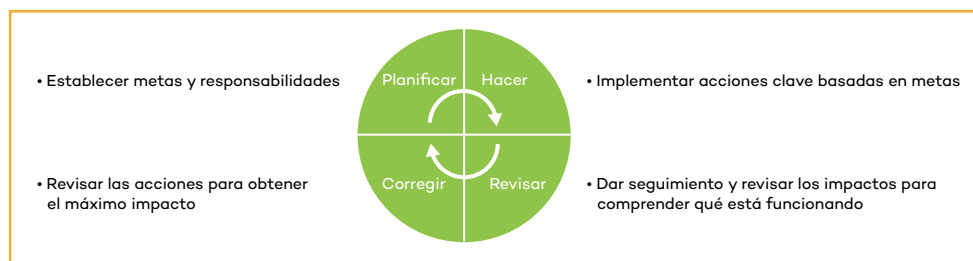 • Establecer metas y responsabilidades
Planificar
Hacer
• Implementar acciones clave basadas en metas
• Revisar las acciones para obtener
el máximo impacto
Corregir
Revisar
• Dar seguimiento y revisar los impactos para
comprender qué está funcionando